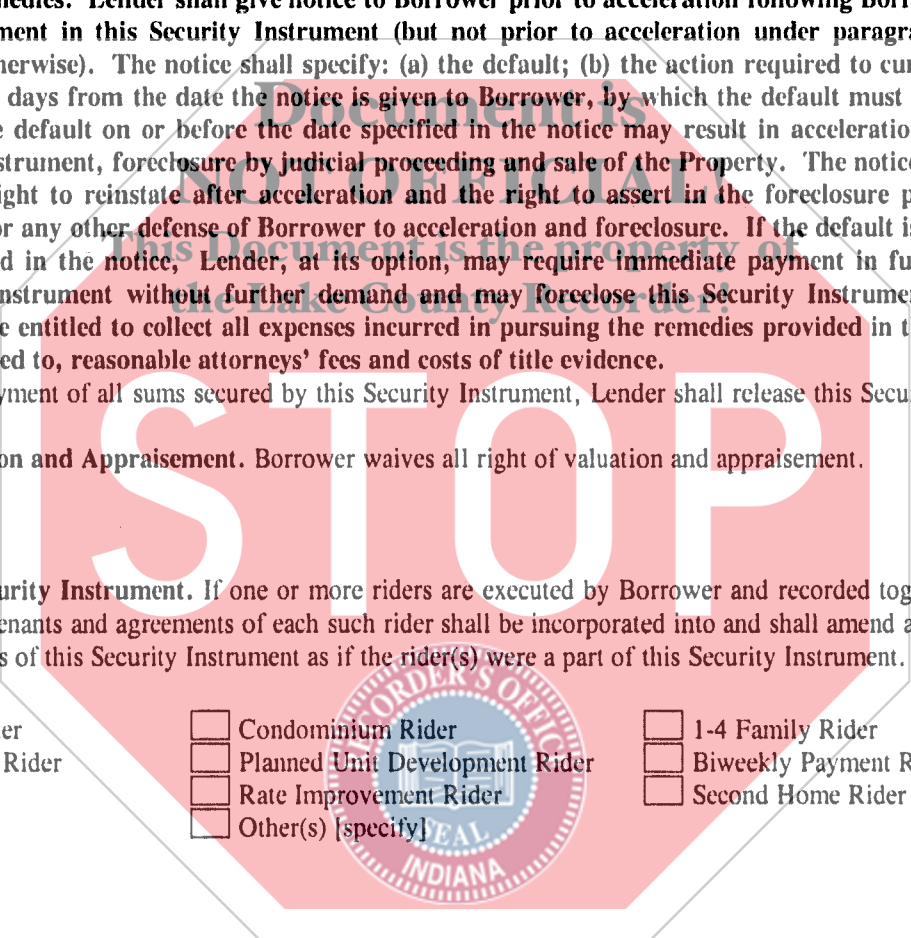 medies. Lender shall give notice to Borrower prior to acceleration following Borr
ment in this Security Instrument (but not prior to acceleration under paragra
therwise). The notice shall specify: (a) the default; (b) the action required to cur
days from the date the notice is given to Borrower, by which the default must
e default on or before the date specified in the notice may result in acceleratio
strument, foreclosure by judicial proceeding and sale of the Property. The notice
ight to reinstate after acceleration and the right to assert in the foreclosure p
or any other defense of Borrower to acceleration and foreclosure. If the default is
d in the notice, Lender, at its option, may require immediate payment in fu
nstrument without further demand and may foreclose this Security Instrume
e entitled to collect all expenses incurred in pursuing the remedies provided in t
ed to, reasonable attorneys' fees and costs of title evidence.
yment of all sums secured by this Security Instrument, Lender shall release this Secu
on and Appraisement. Borrower waives all right of valuation and appraisement.
urity Instrument. If one or more riders are executed by Borrower and recorded tog
enants and agreements of each such rider shall be incorporated into and shall amend a
s of this Security Instrument as if the rider(s) were a part of this Security Instrument.
er Condominium Rider 1-4 Family Rider
Rider Planned Unit Development Rider Biweekly Payment R
Rate Improvement Rider Second Home Rider
Other(s) [specify]
Document is
NOT OFFICIAL!
This Document is the property of
the Lake County Recorder!
STOP
RECORDER'S OFFICE
SEAL
INDIANA